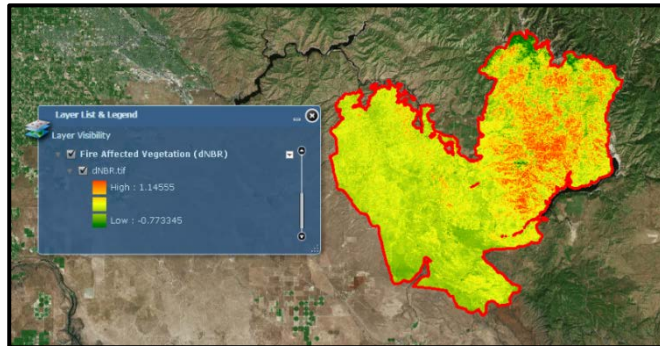 Layer List & Legend
Layer Visibility
Fire Affected Vegetation (dNBR)
dNBR.tif
High : 1.14555
Low : -0.773345